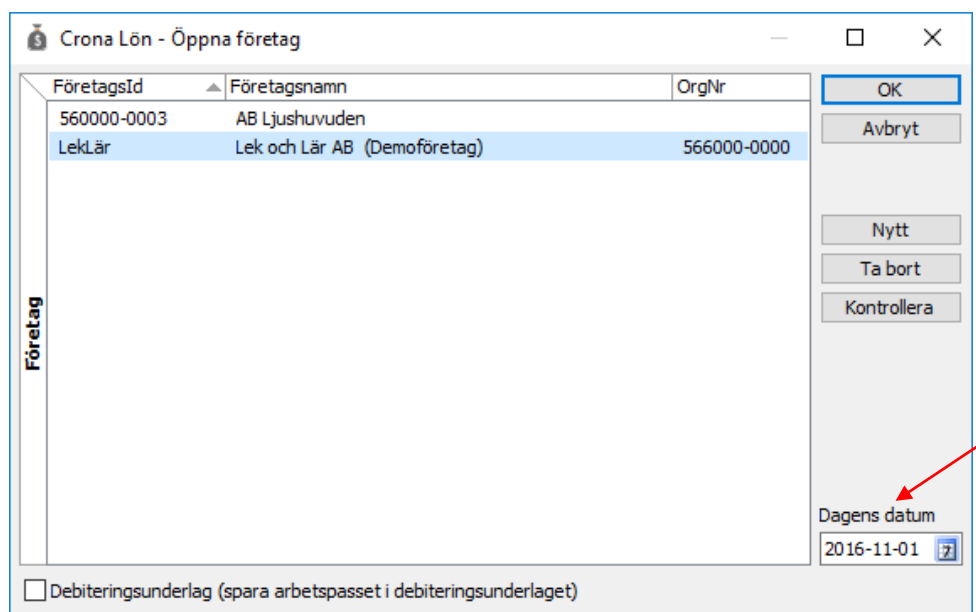 Crona Lön - Öppna företag
FöretagsId Företagsnamn OrgNr
560000-0003 AB Ljushuvuden
LekLär Lek och Lär AB (Demoföretag) 566000-0000
Företag
OK
Avbryt
Nytt
Ta bort
Kontrollera
Dagens datum
2016-11-01
Debiteringsunderlag (spara arbetspasset i debiteringsunderlaget)